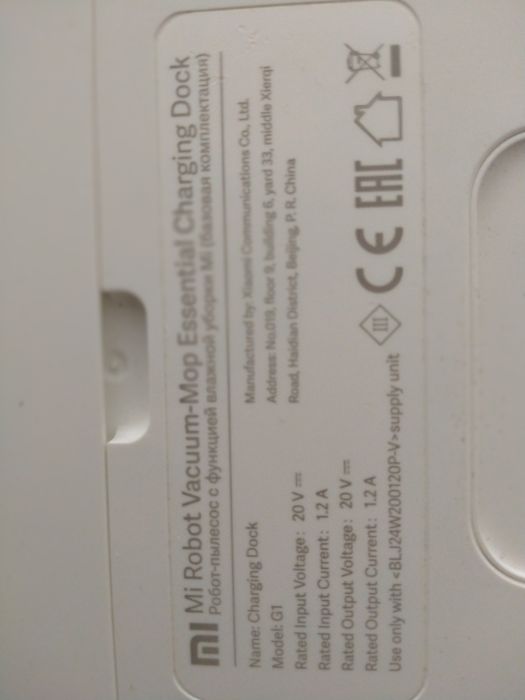 mi Mi Robot Vacuum-Mop Essential Charging Dock
Робот-пылесос с функцией влажной уборки Mi (базовая комплектация)
Name: Charging Dock
Model: G1
Rated Input Voltage: 20 V
Rated Input Current: 1.2 A
Rated Output Voltage: 20 V
Rated Output Current: 1.2 A
Use only with <BLJ24W200120P-V>supply unit
Manufactured by: Xiaomi Communications Co., Ltd.
Address: No.019, floor 9, building 6, yard 33, middle Xierqi
Road, Haidian District, Beijing, P. R. China
III CE EAC